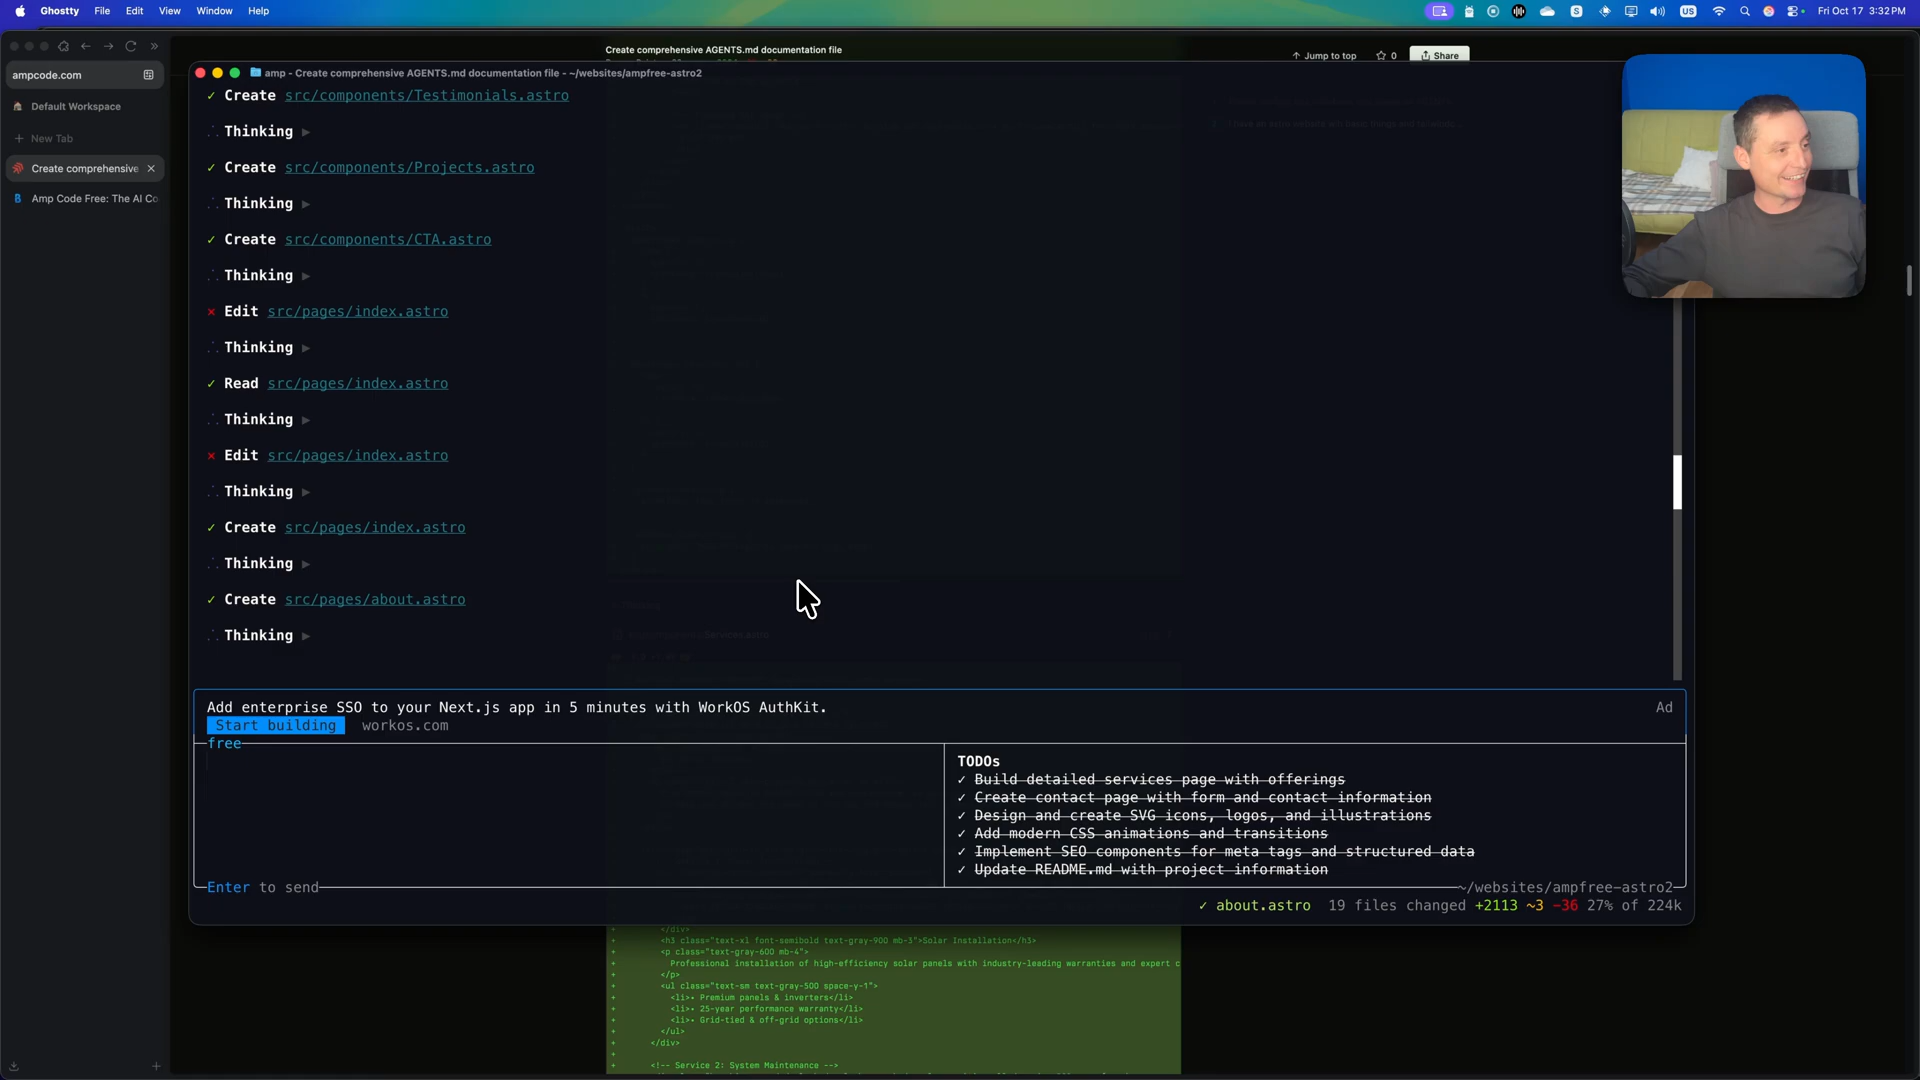 Ghostty File Edit View Window Help
US Fri Oct 17 3:32 PM
ampcode.com
Default Workspace
New Tab
Create comprehensive
Amp Code Free: The AI Co
Create comprehensive AGENTS.md documentation file
Jump to top 0 Share
amp - Create comprehensive AGENTS.md documentation file - ~/websites/ampfree-astro2
✓ Create src/components/Testimonials.astro
Thinking ▶
✓ Create src/components/Projects.astro
Thinking ▶
✓ Create src/components/CTA.astro
Thinking ▶
× Edit src/pages/index.astro
Thinking ▶
✓ Read src/pages/index.astro
Thinking ▶
× Edit src/pages/index.astro
Thinking ▶
✓ Create src/pages/index.astro
Thinking ▶
✓ Create src/pages/about.astro
Thinking ▶
Add enterprise SSO to your Next.js app in 5 minutes with WorkOS AuthKit. Ad
Start building workos.com
free
TODOs
✓ Build detailed services page with offerings
✓ Create contact page with form and contact information
✓ Design and create SVG icons, logos, and illustrations
✓ Add modern CSS animations and transitions
✓ Implement SEO components for meta tags and structured data
✓ Update README.md with project information
Enter to send ~/websites/ampfree-astro2
✓ about.astro 19 files changed +2113 ~3 -36 27% of 224k
+ </div>
+ <h3 class="text-xl font-semibold text-gray-900 mb-3">Solar Installation</h3>
+ <p class="text-gray-600 mb-4">
+ Professional installation of high-efficiency solar panels with industry-leading warranties and expert c
+ </p>
+ <ul class="text-sm text-gray-500 space-y-1">
+ <li>• Premium panels & inverters</li>
+ <li>• 25-year performance warranty</li>
+ <li>• Grid-tied & off-grid options</li>
+ </ul>
+ </div>
+
+ <!-- Service 2: System Maintenance -->